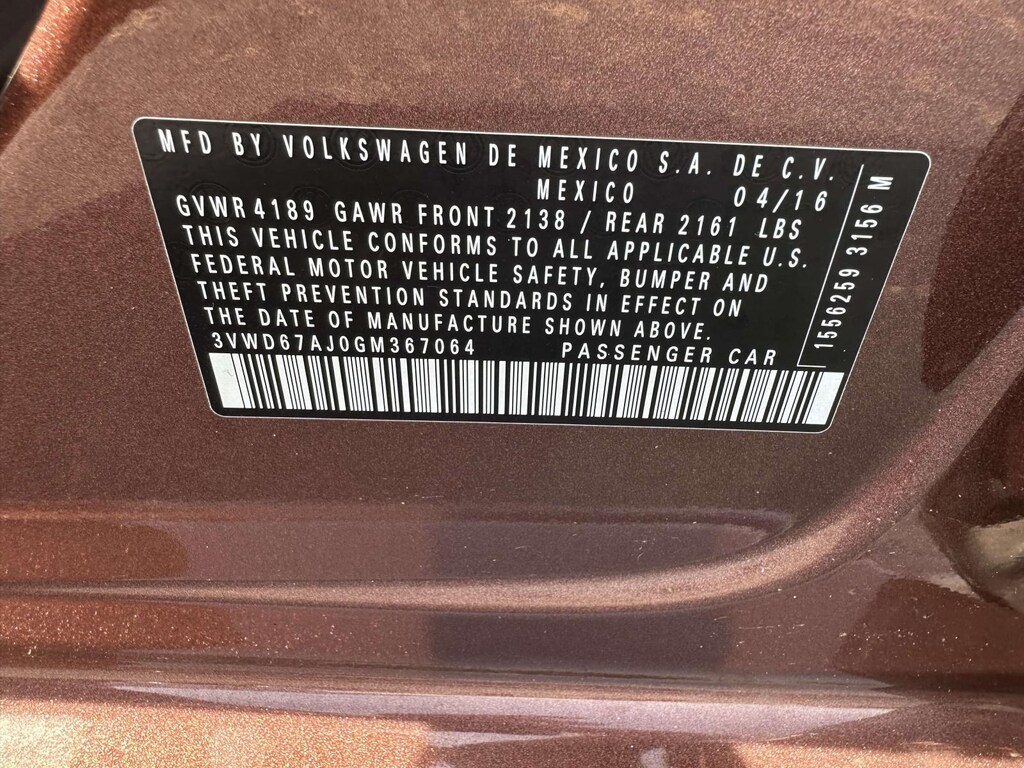 MFD BY VOLKSWAGEN DE MEXICO S.A. DE C.V.
MEXICO 04/16
GVWR 4189 GAWR FRONT 2138 / REAR 2161 LBS
THIS VEHICLE CONFORMS TO ALL APPLICABLE U.S.
FEDERAL MOTOR VEHICLE SAFETY, BUMPER AND
THEFT PREVENTION STANDARDS IN EFFECT ON
THE DATE OF MANUFACTURE SHOWN ABOVE.
3VWD67AJ0GM367064 PASSENGER CAR
1556259 3156 M